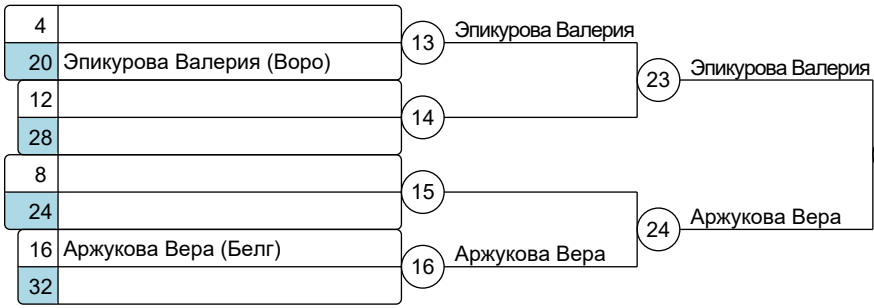 4
13 Эпикурова Валерия
20 Эпикурова Валерия (Воро)
23 Эпикурова Валерия
12
14
28
8
15
24
24 Аржукова Вера
16 Аржукова Вера (Белг)
16 Аржукова Вера
32